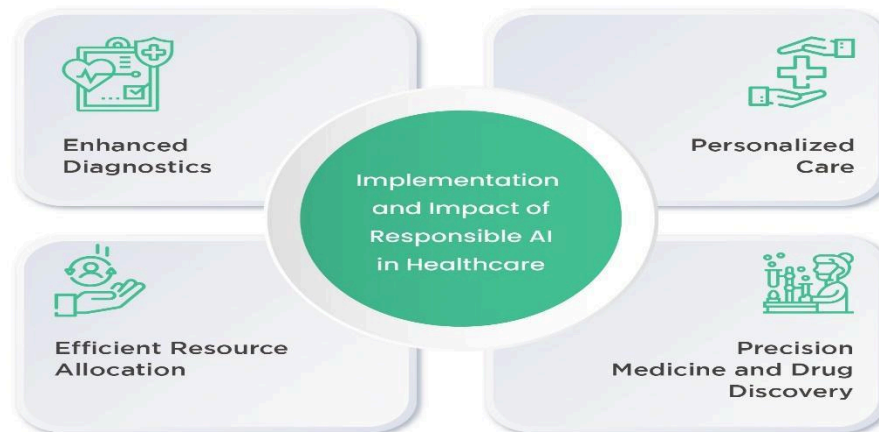 Enhanced
Diagnostics
Personalized
Care
Implementation
and Impact of
Responsible AI
in Healthcare
Efficient Resource
Allocation
Precision
Medicine and Drug
Discovery